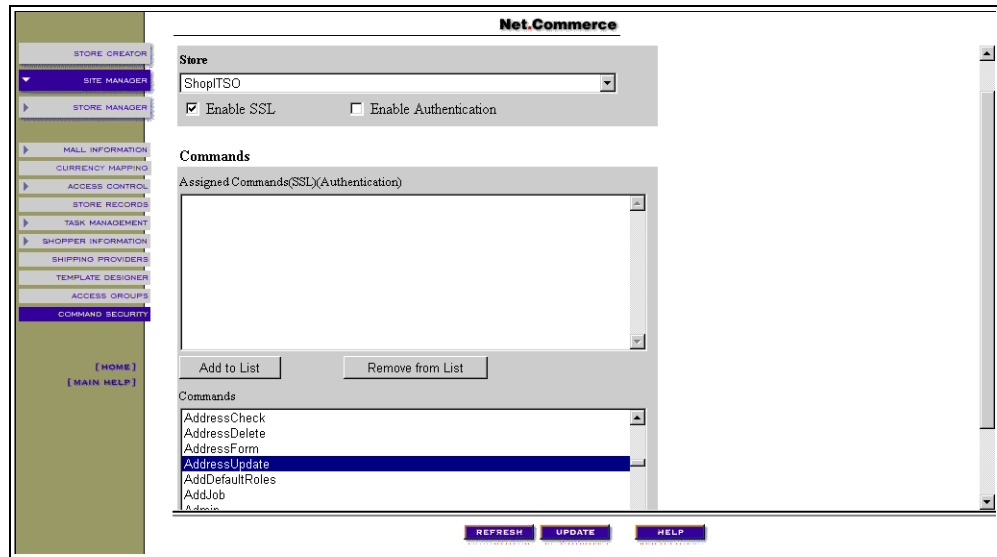 Net.Commerce
STORE CREATOR
SITE MANAGER
STORE MANAGER
MALL INFORMATION
CURRENCY MAPPING
ACCESS CONTROL
STORE RECORDS
TASK MANAGEMENT
SHOPPER INFORMATION
SHIPPING PROVIDERS
TEMPLATE DESIGNER
ACCESS GROUPS
COMMAND SECURITY
[HOME]
[MAIN HELP]
Store
ShopITSO
Enable SSL Enable Authentication
Commands
Assigned Commands(SSL)(Authentication)
Add to List Remove from List
Commands
AddressCheck
AddressDelete
AddressForm
AddressUpdate
AddDefaultRoles
AddJob
Admin
REFRESH UPDATE HELP